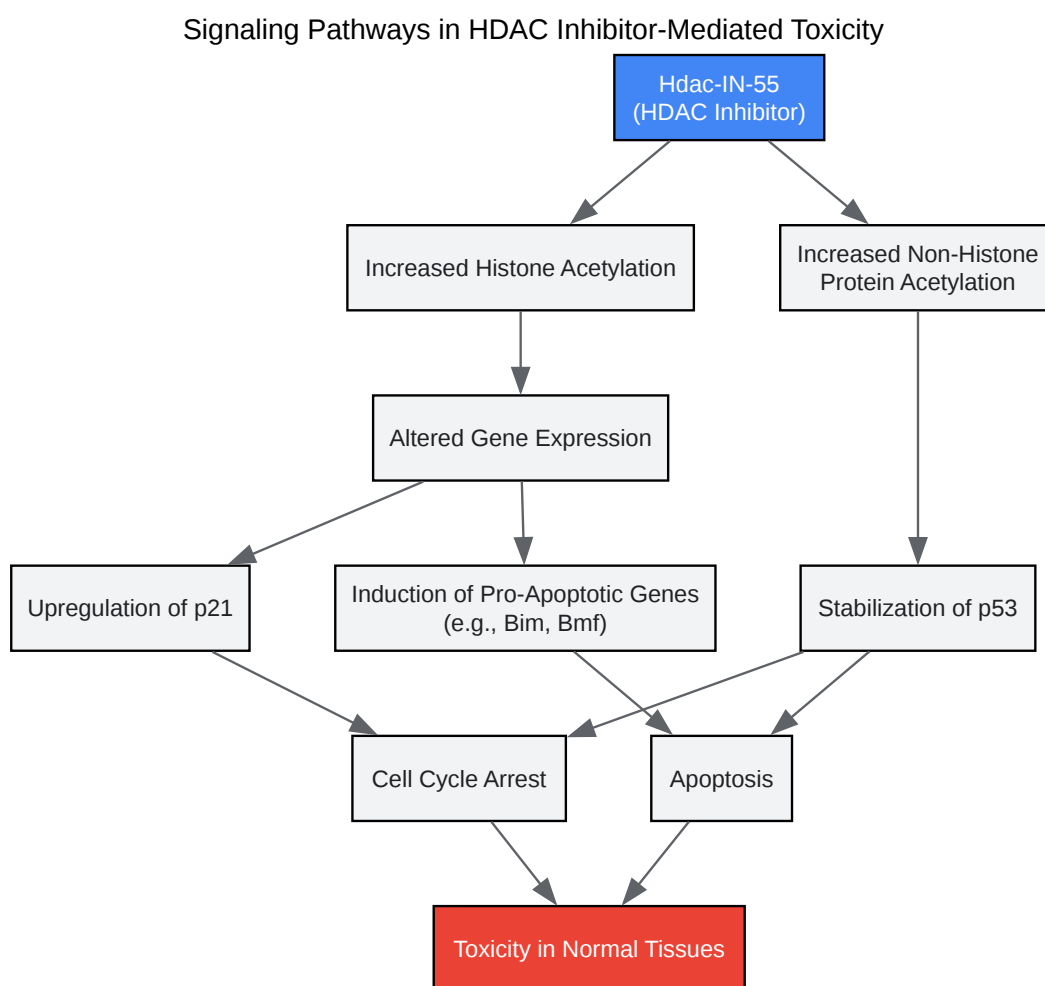 Signaling Pathways in HDAC Inhibitor-Mediated Toxicity
Hdac-IN-55
(HDAC Inhibitor)
Increased Histone Acetylation
Increased Non-Histone
Protein Acetylation
Altered Gene Expression
Upregulation of p21
Induction of Pro-Apoptotic Genes
(e.g., Bim, Bmf)
Stabilization of p53
Cell Cycle Arrest
Apoptosis
Toxicity in Normal Tissues